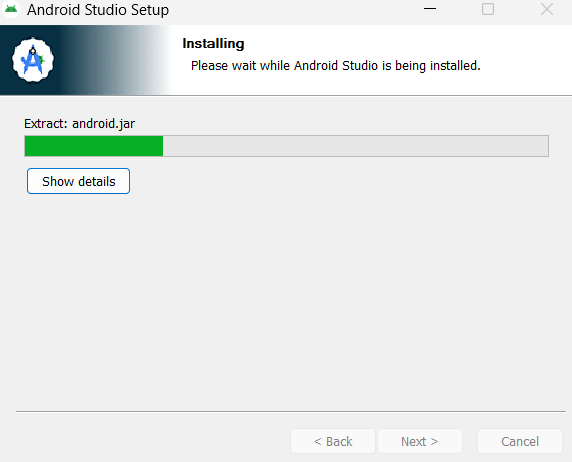 Android Studio Setup
Installing
Please wait while Android Studio is being installed.
Extract: android.jar
Show details
< Back
Next >
Cancel